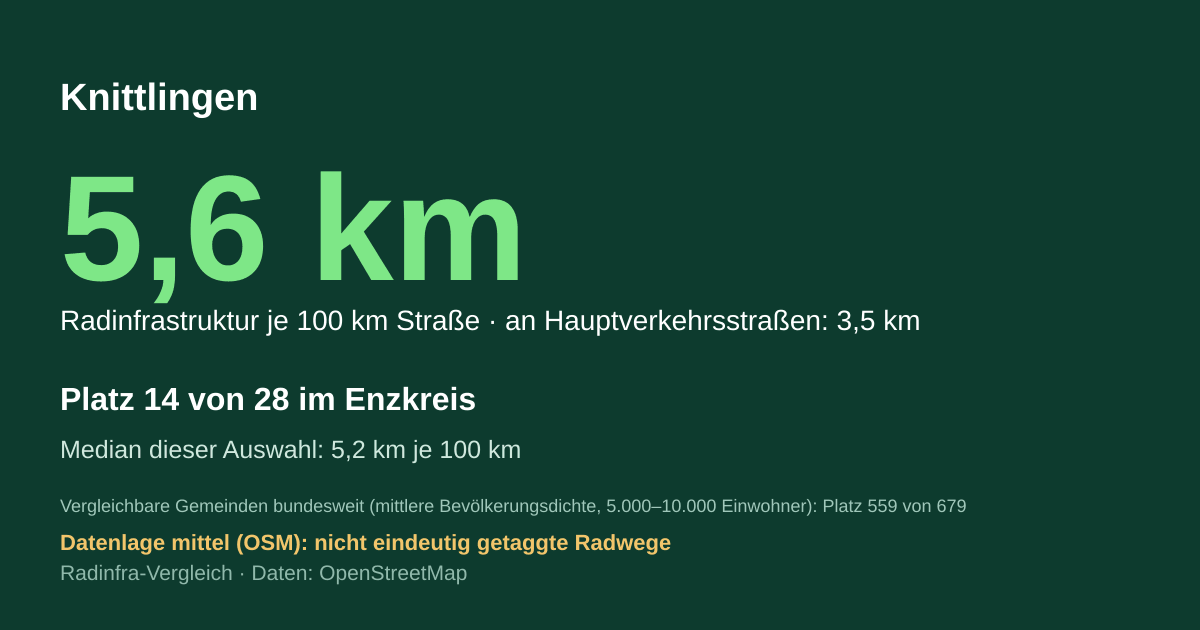 Knittlingen
5,6 km
Radinfrastruktur je 100 km Straße · an Hauptverkehrsstraßen: 3,5 km
Platz 14 von 28 im Enzkreis
Median dieser Auswahl: 5,2 km je 100 km
Vergleichbare Gemeinden bundesweit (mittlere Bevölkerungsdichte, 5.000–10.000 Einwohner): Platz 559 von 679
Datenlage mittel (OSM): nicht eindeutig getaggte Radwege
Radinfra-Vergleich · Daten: OpenStreetMap